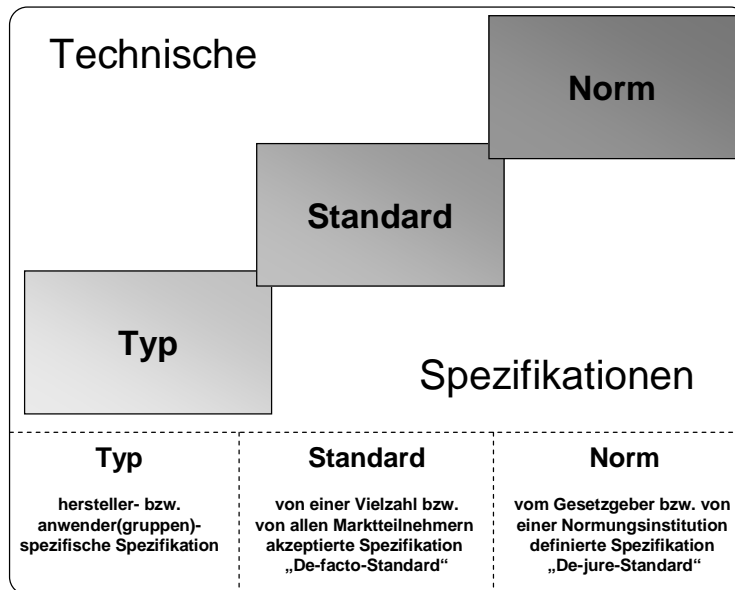 Technische
Norm
Standard
Typ
Spezifikationen
Typ
hersteller- bzw.
anwender(gruppen)-
spezifische Spezifikation
Standard
von einer Vielzahl bzw.
von allen Marktteilnehmern
akzeptierte Spezifikation
„De-facto-Standard“
Norm
vom Gesetzgeber bzw. von
einer Normungsinstitution
definierte Spezifikation
„De-jure-Standard“